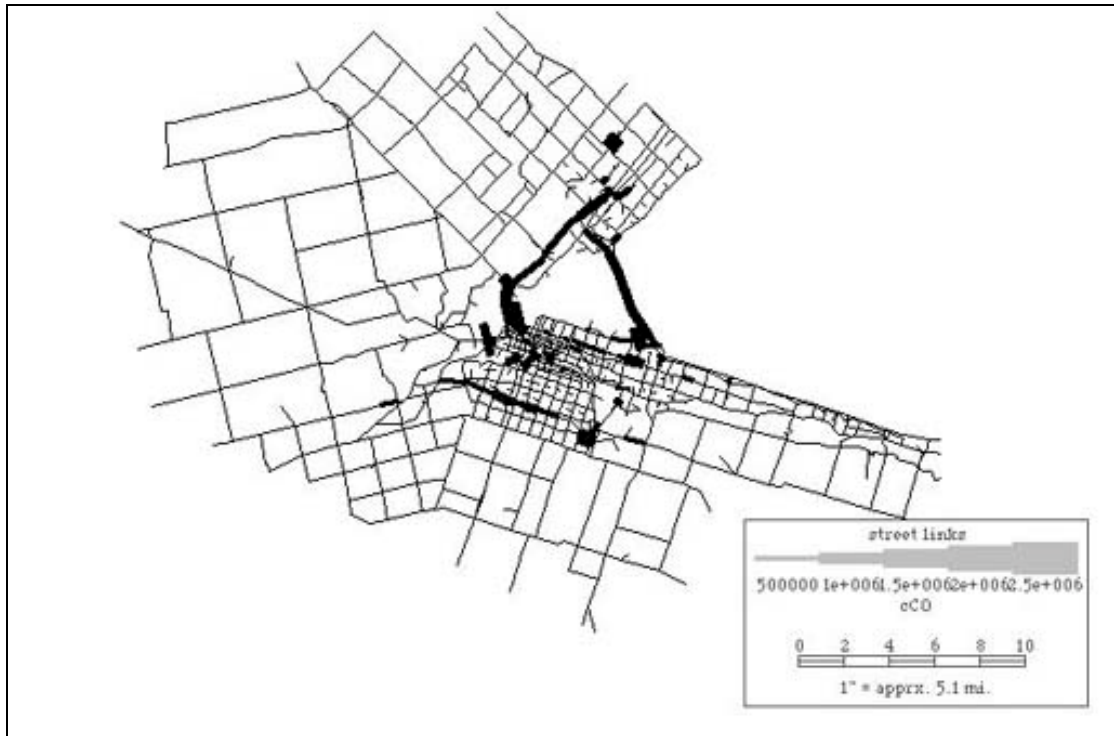 street links
500000 1e+0061.5e+0062e+0062.5e+006
cCO
0 2 4 6 8 10
1" = apprx. 5.1 mi.